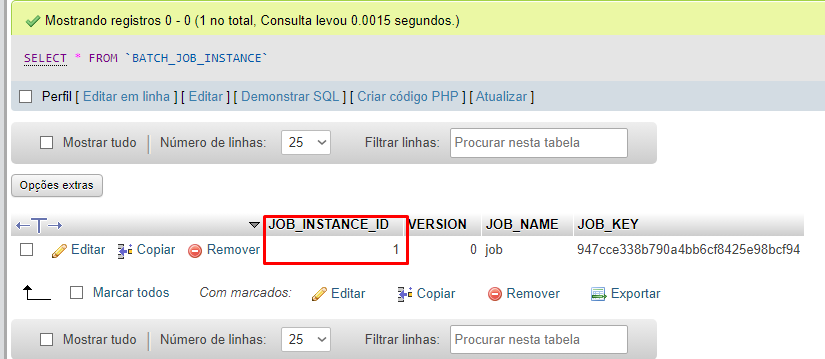 Mostrando registros 0 - 0 (1 no total, Consulta levou 0.0015 segundos.)
SELECT * FROM `BATCH_JOB_INSTANCE`
Perfil [ Editar em linha ] [ Editar ] [ Demonstrar SQL ] [ Criar código PHP ] [ Atualizar ]
Mostrar tudo Número de linhas: 25 Filtrar linhas: Procurar nesta tabela
Opções extras
JOB_INSTANCE_ID VERSION JOB_NAME JOB_KEY
Editar Copiar Remover 1 0 job 947cce338b790a4bb6cf8425e98bcf94
Marcar todos Com marcados: Editar Copiar Remover Exportar
Mostrar tudo Número de linhas: 25 Filtrar linhas: Procurar nesta tabela